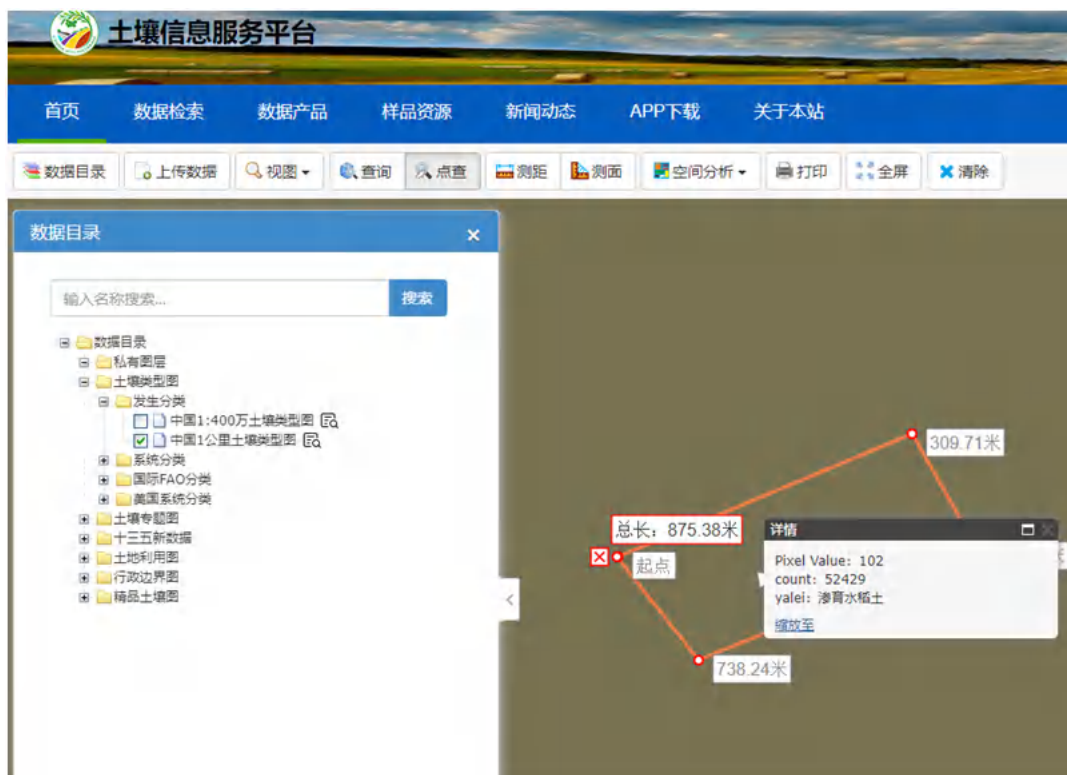 土壤信息服务平台
首页 数据检索 数据产品 样品资源 新闻动态 APP下载 关于本站
数据目录 上传数据 视图 查询 点查 测距 测面 空间分析 打印 全屏 清除
数据目录
输入名称搜索... 搜索
数据目录
私有图层
土壤类型图
发生分类
中国1:400万土壤类型图
中国1公里土壤类型图
系统分类
国际FAO分类
美国系统分类
土壤专题图
十三五新数据
土地利用图
行政边界图
精品土壤图
309.71米
总长：875.38米
起点
详情
Pixel Value: 102
count: 52429
yalei: 渗育水稻土
缩放至
738.24米